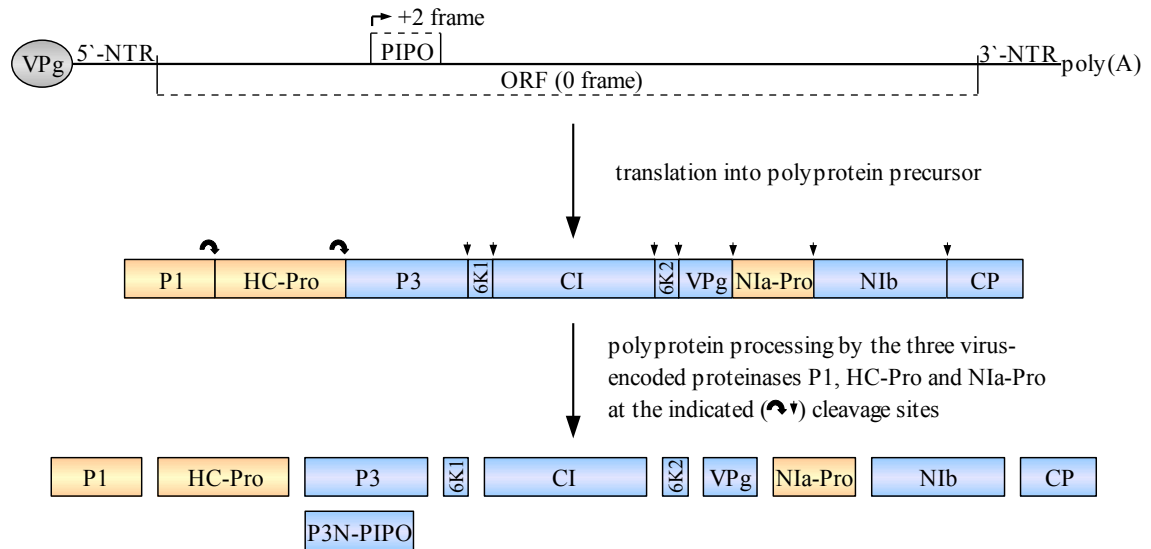 +2 frame
VPg 5`-NTR PIPO 3`-NTR poly(A)
ORF (0 frame)
translation into polyprotein precursor
P1 HC-Pro P3 6K1 CI 6K2 VPg NIa-Pro NIb CP
polyprotein processing by the three virus-
encoded proteinases P1, HC-Pro and NIa-Pro
at the indicated ( ) cleavage sites
P1 HC-Pro P3 6K1 CI 6K2 VPg NIa-Pro NIb CP
P3N-PIPO